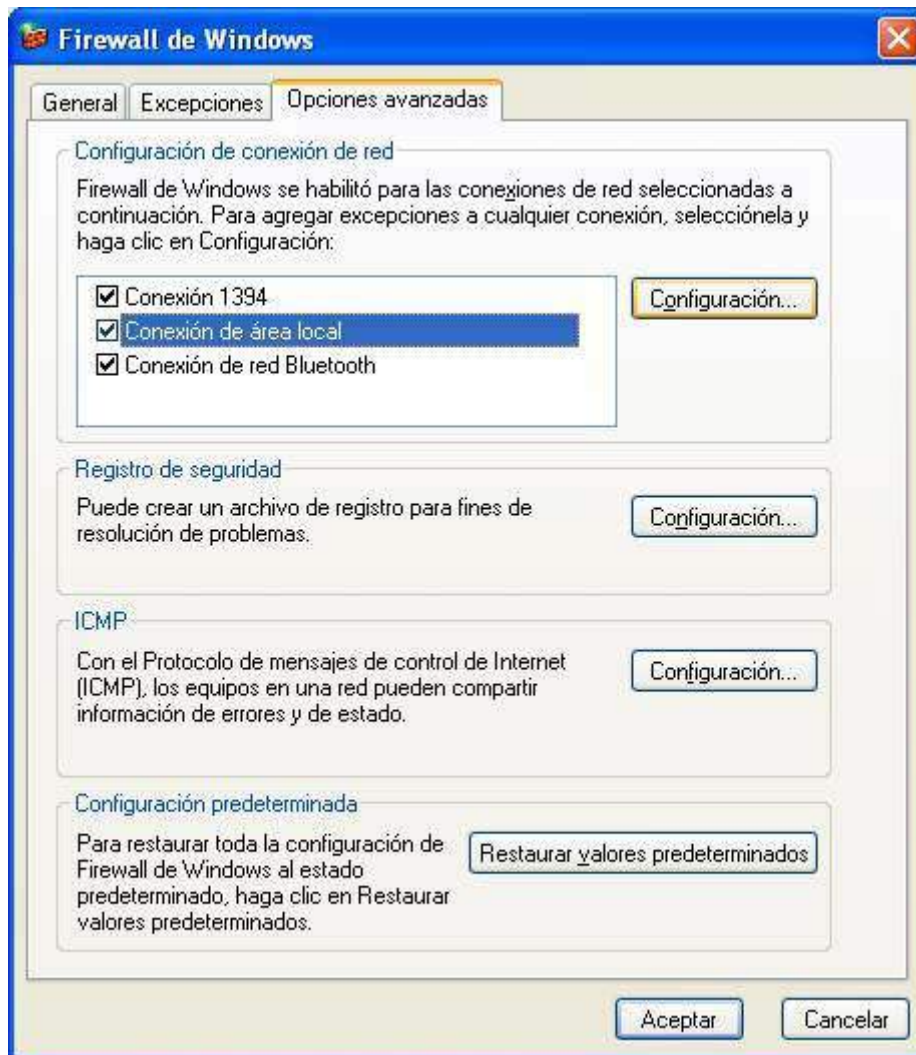 Firewall de Windows
General Excepciones Opciones avanzadas
Configuración de conexión de red
Firewall de Windows se habilitó para las conexiones de red seleccionadas a
continuación. Para agregar excepciones a cualquier conexión, selecciónela y
haga clic en Configuración:
Conexión 1394
Configuración...
Conexión de área local
Conexión de red Bluetooth
Registro de seguridad
Puede crear un archivo de registro para fines de
resolución de problemas.
Configuración...
ICMP
Con el Protocolo de mensajes de control de Internet
(ICMP), los equipos en una red pueden compartir
información de errores y de estado.
Configuración...
Configuración predeterminada
Para restaurar toda la configuración de
Firewall de Windows al estado
predeterminado, haga clic en Restaurar
valores predeterminados.
Restaurar valores predeterminados
Aceptar Cancelar